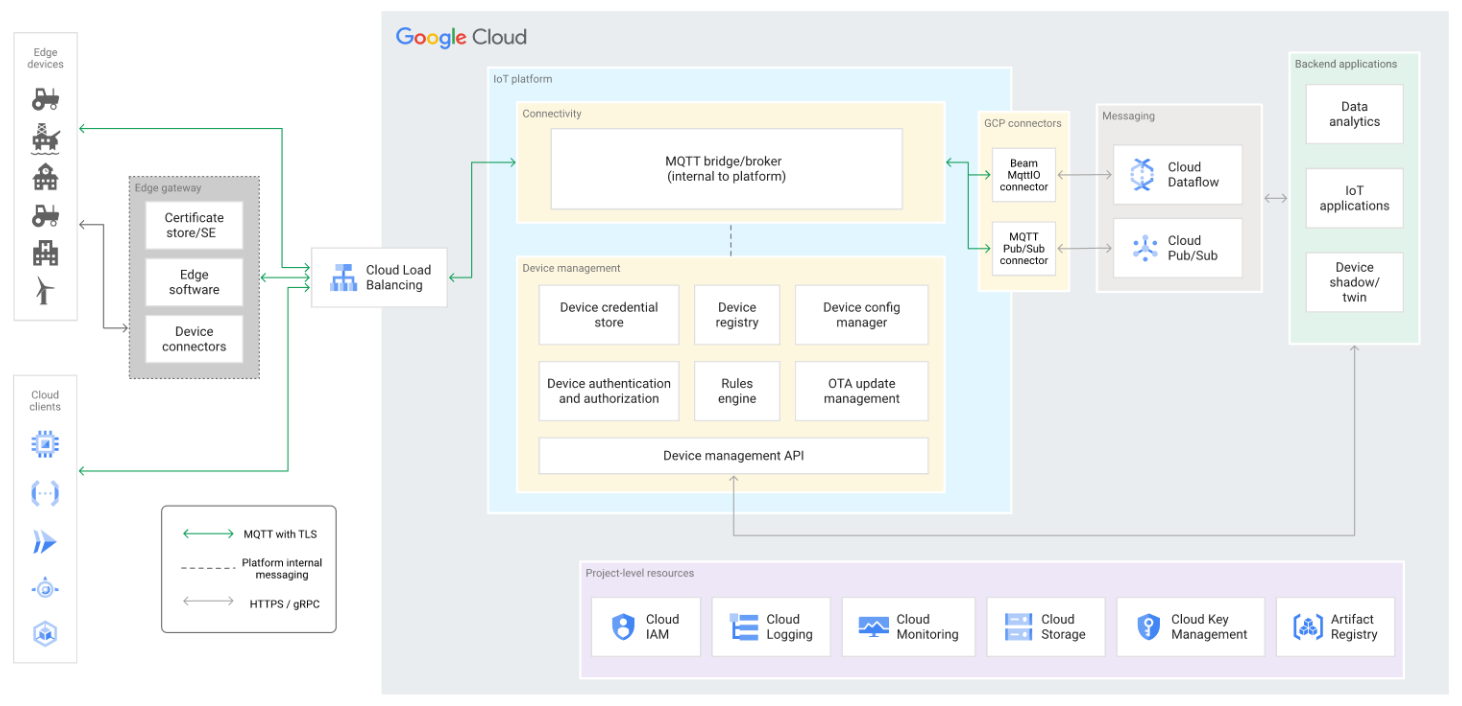 Google Cloud
Edge
devices
Edge gateway
Certificate
store/SE
Edge
software
Device
connectors
Cloud
clients
MQTT with TLS
Platform internal
messaging
HTTPS / gRPC
Cloud Load
Balancing
IoT platform
Connectivity
MQTT bridge/broker
(internal to platform)
Device management
Device credential
store
Device
registry
Device config
manager
Device authentication
and authorization
Rules
engine
OTA update
management
Device management API
GCP connectors
Beam
MqttIO
connector
MQTT
Pub/Sub
connector
Messaging
Cloud
Dataflow
Cloud
Pub/Sub
Backend applications
Data
analytics
IoT
applications
Device
shadow/
twin
Project-level resources
Cloud
IAM
Cloud
Logging
Cloud
Monitoring
Cloud
Storage
Cloud Key
Management
Artifact
Registry